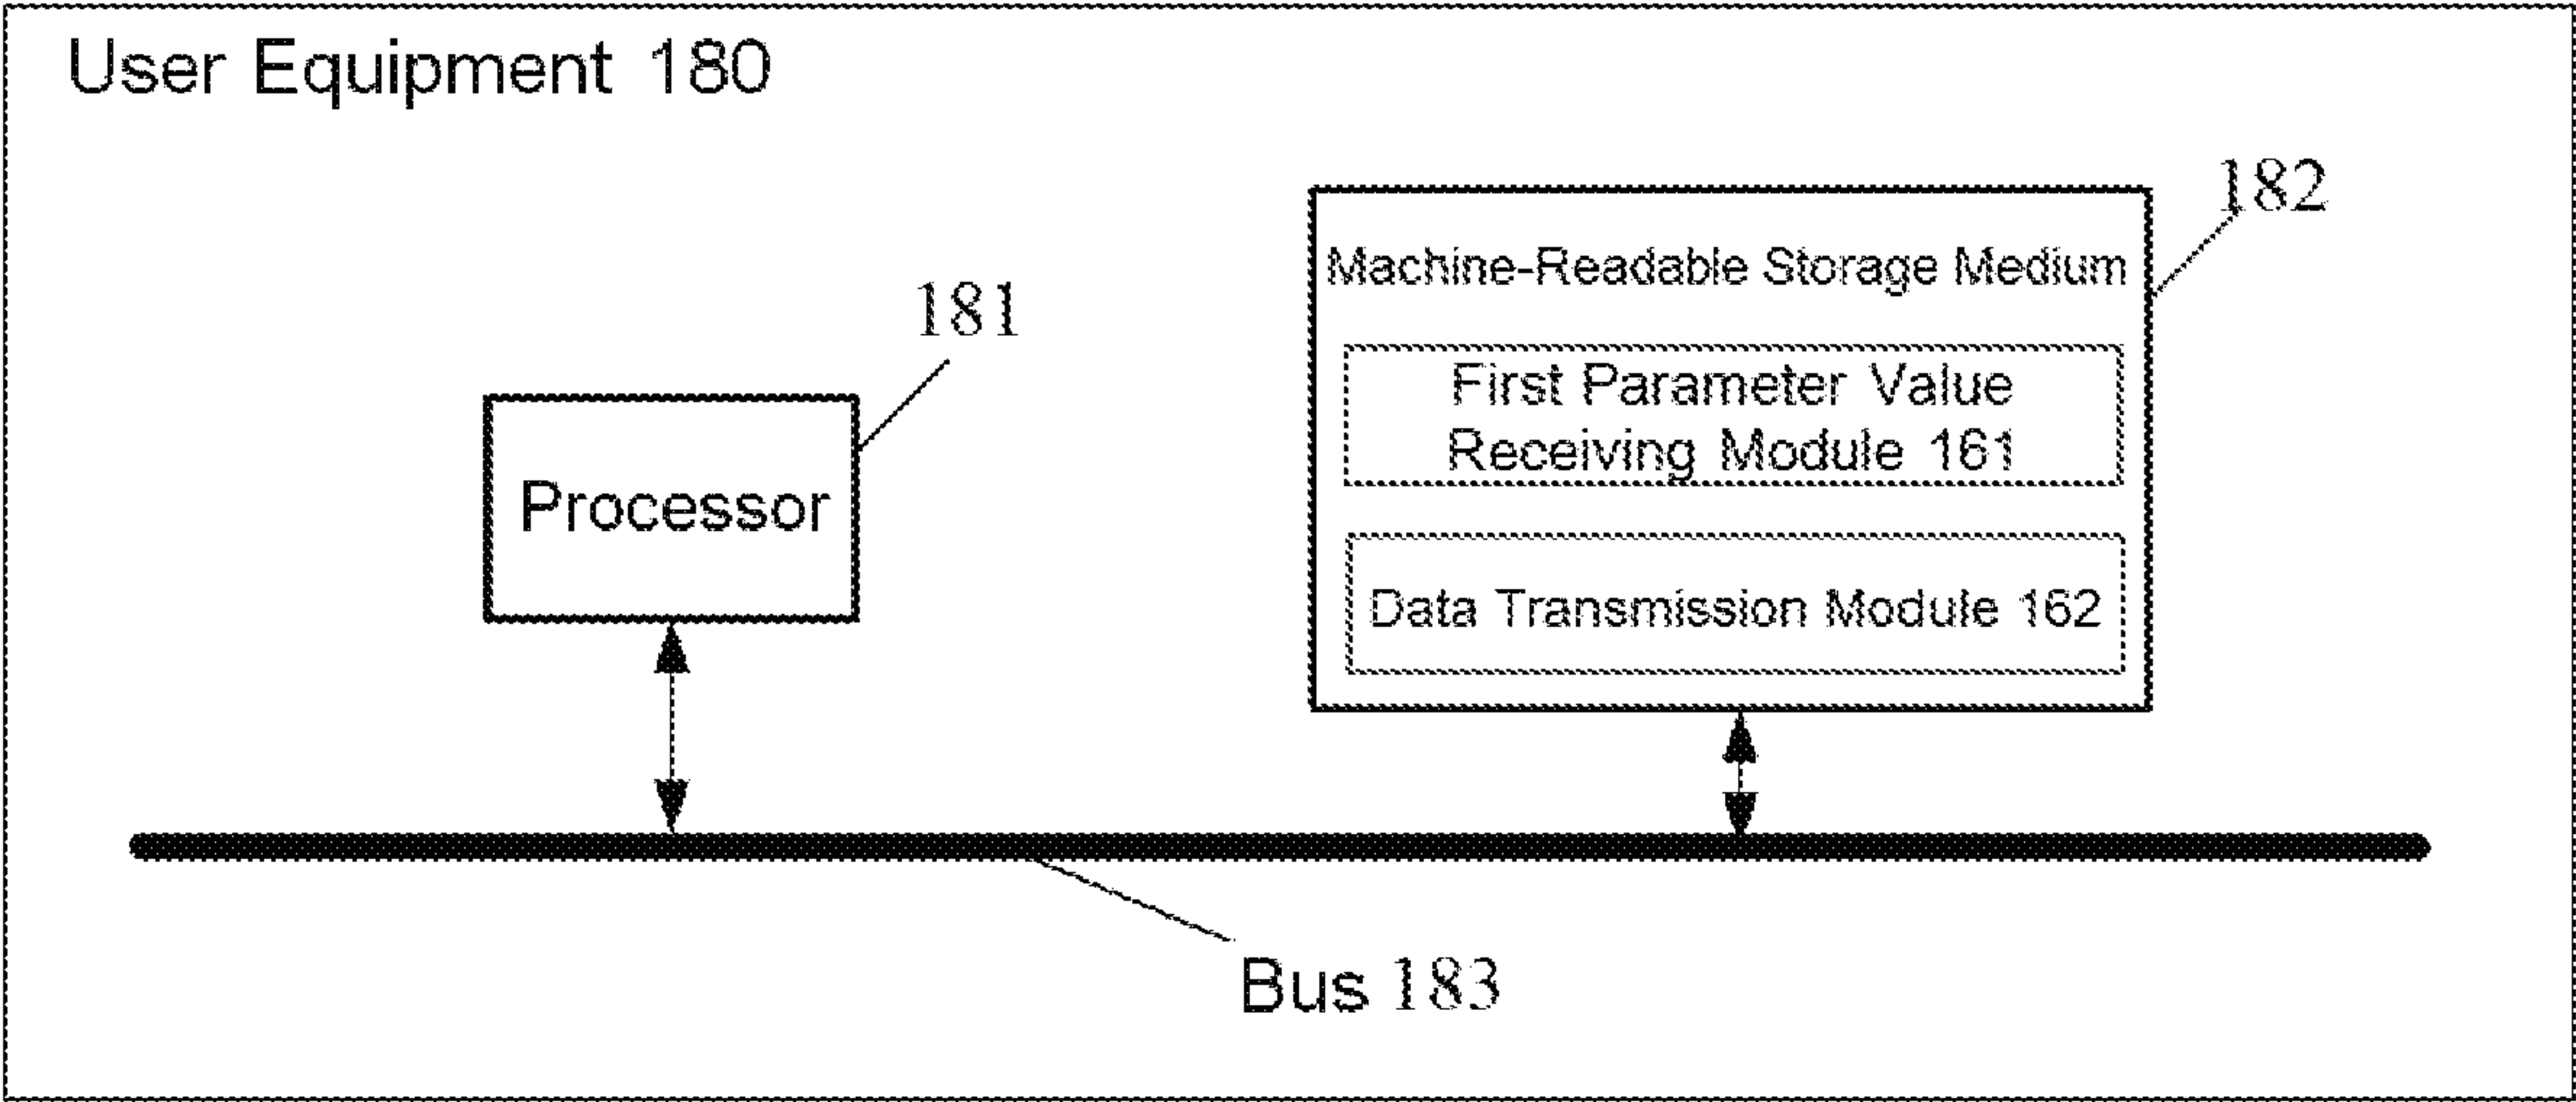 User Equipment 180
182
Machine-Readable Storage Medium
181
First Parameter Value
Receiving Module 161
Processor
Data Transmission Module 162
Bus 183